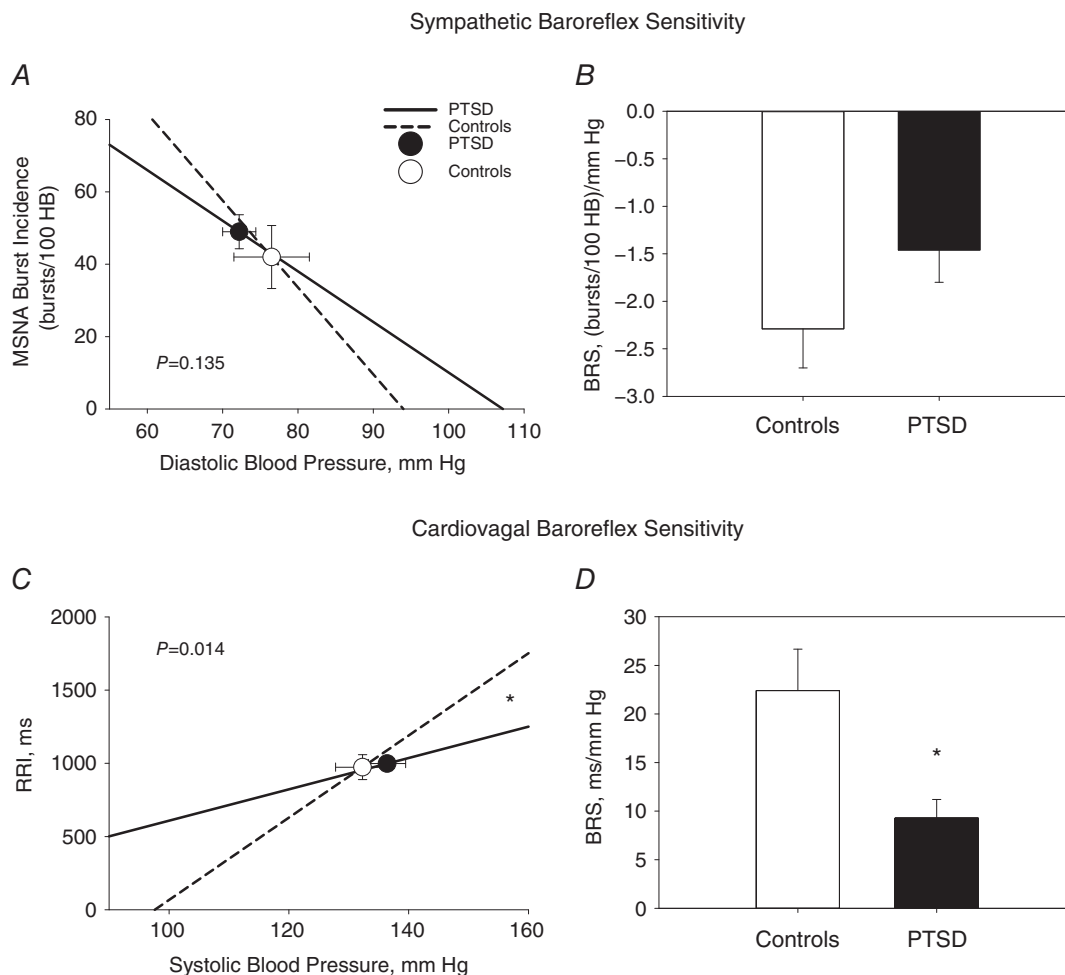 Sympathetic Baroreflex Sensitivity
A
B
PTSD
Controls
PTSD
Controls
MSNA Burst Incidence
(bursts/100 HB)
80
60
40
20
0
P=0.135
60 70 80 90 100 110
Diastolic Blood Pressure, mm Hg
BRS, (bursts/100 HB)/mm Hg
0.0
−0.5
−1.0
−1.5
−2.0
−2.5
−3.0
Controls PTSD
Cardiovagal Baroreflex Sensitivity
C
D
RRI, ms
2000
1500
1000
500
0
P=0.014
*
100 120 140 160
Systolic Blood Pressure, mm Hg
BRS, ms/mm Hg
30
25
20
15
10
5
0
*
Controls PTSD